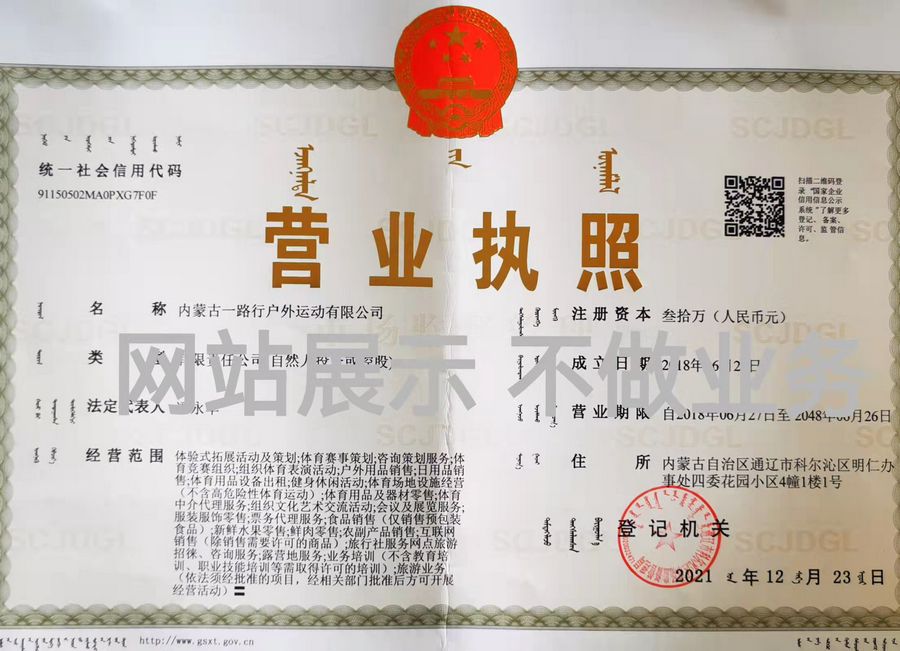 统一社会信用代码
91150502MA0PXG7F0F
扫描二维码登
录“国家企业
信用信息公示
系统”了解更多
登记、备案、
许可、监管信
息。
营业执照
名称 内蒙古一路行户外运动有限公司
类
法定代表人
经营范围 体验式拓展活动及策划;体育赛事策划;咨询策划服务;体
育竞赛组织;组织体育表演活动;户外用品销售;日用品销
售;体育用品设备出租;健身休闲活动;体育场地设施经营
（不含高危险性体育运动）;体育用品及器材零售;体育
中介代理服务;组织文化艺术交流活动;会议及展览服务;
服装服饰零售;票务代理服务;食品销售（仅销售预包装
食品）;新鲜水果零售;鲜肉零售;农副产品销售;互联网
销售（除销售需要许可的商品）;旅行社服务网点旅游
招徕、咨询服务;露营地服务;业务培训（不含教育培
训、职业技能培训等需取得许可的培训）;旅游业务
（依法须经批准的项目，经相关部门批准后方可开展
经营活动）
注册资本 叁拾万（人民币元）
成立日期 2018年
营业期限 自2018年06月27日至2048年06月26日
住所 内蒙古自治区通辽市科尔沁区明仁办
事处四委花园小区4幢1楼1号
登记机关
2021 年 12 月 23 日
网站展示 不做业务
http://www.gsxt.gov.cn
SCJDGL